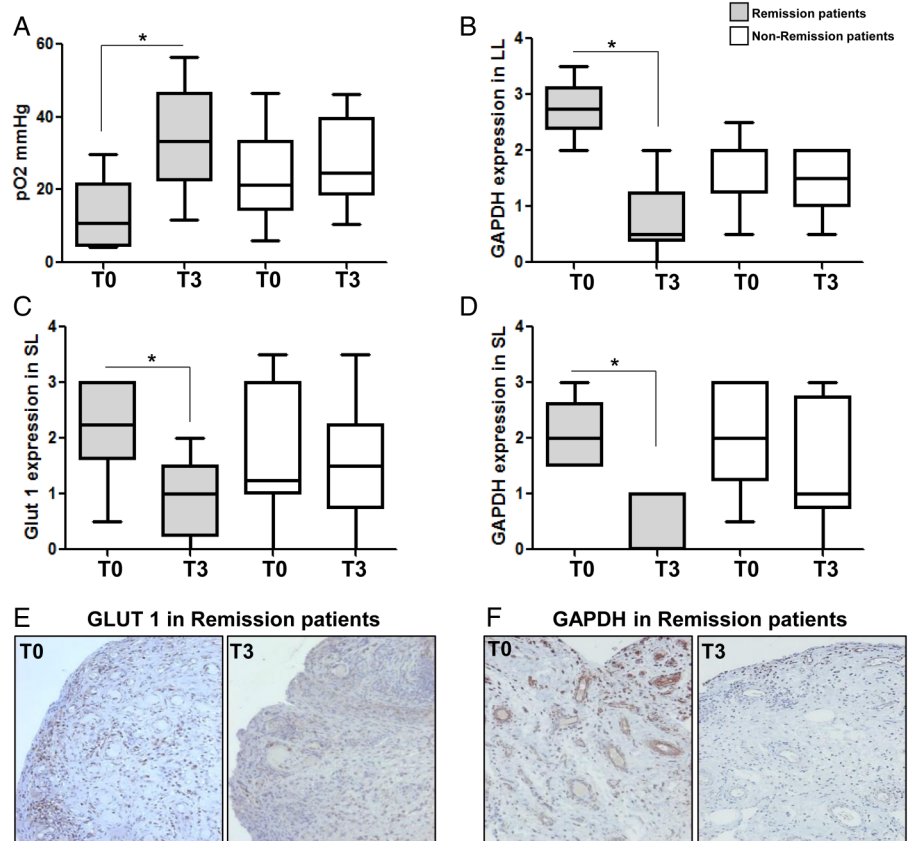 Remission patients
Non-Remission patients
A
*
60
40
20
0
pO2 mmHg
T0 T3 T0 T3
B
*
4
3
2
1
0
GAPDH expression in LL
T0 T3 T0 T3
C
*
4
3
2
1
0
Glut 1 expression in SL
T0 T3 T0 T3
D
*
4
3
2
1
0
GAPDH expression in SL
T0 T3 T0 T3
E GLUT 1 in Remission patients
T0 T3
F GAPDH in Remission patients
T0 T3